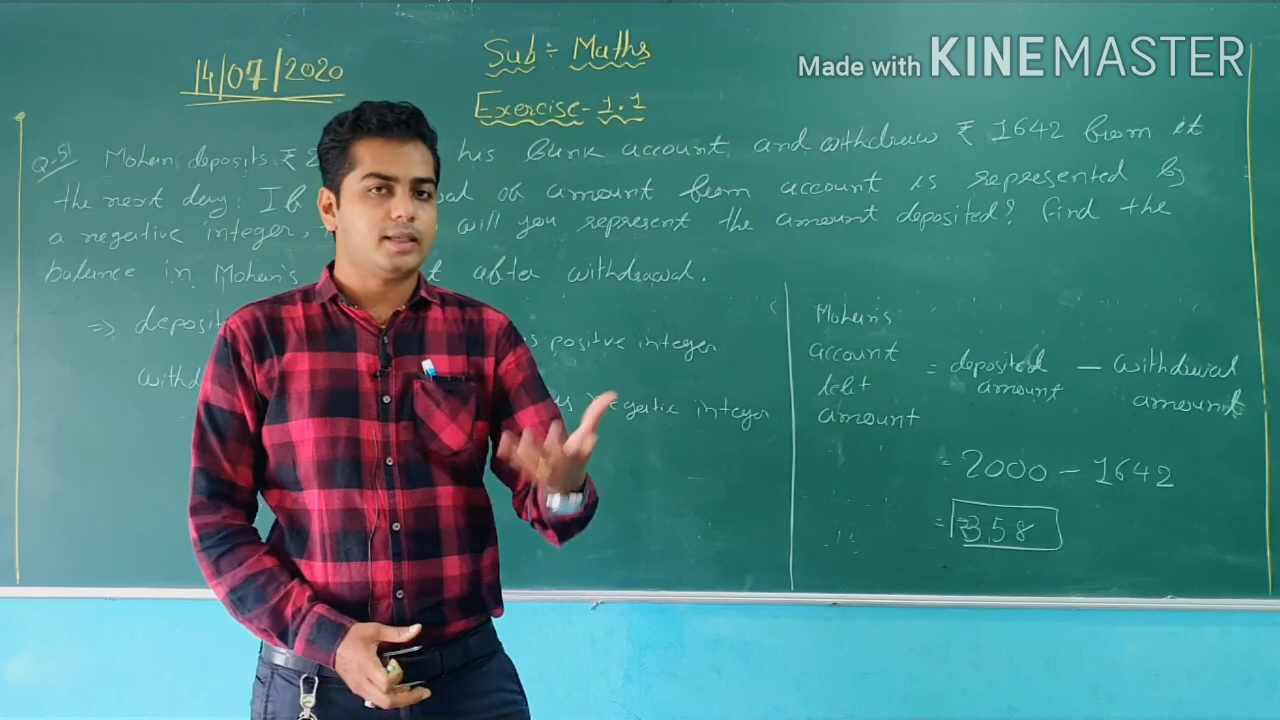 14/07/2020
Sub ÷ Maths
Made with KINEMASTER
Exercise - 1.1
Q.5) Mohan deposits ₹ 2 his bank account and withdrew ₹ 1642 from it
the next day. If of amount from account is represented by
a negative integer, will you represent the amount deposited? Find the
balance in Mohan's after withdrawal.
⇒ deposit s positive integer
withd negative integer
Mohan's
account
left
amount
= deposited amount — withdrawal amount
= 2000 - 1642
= 358